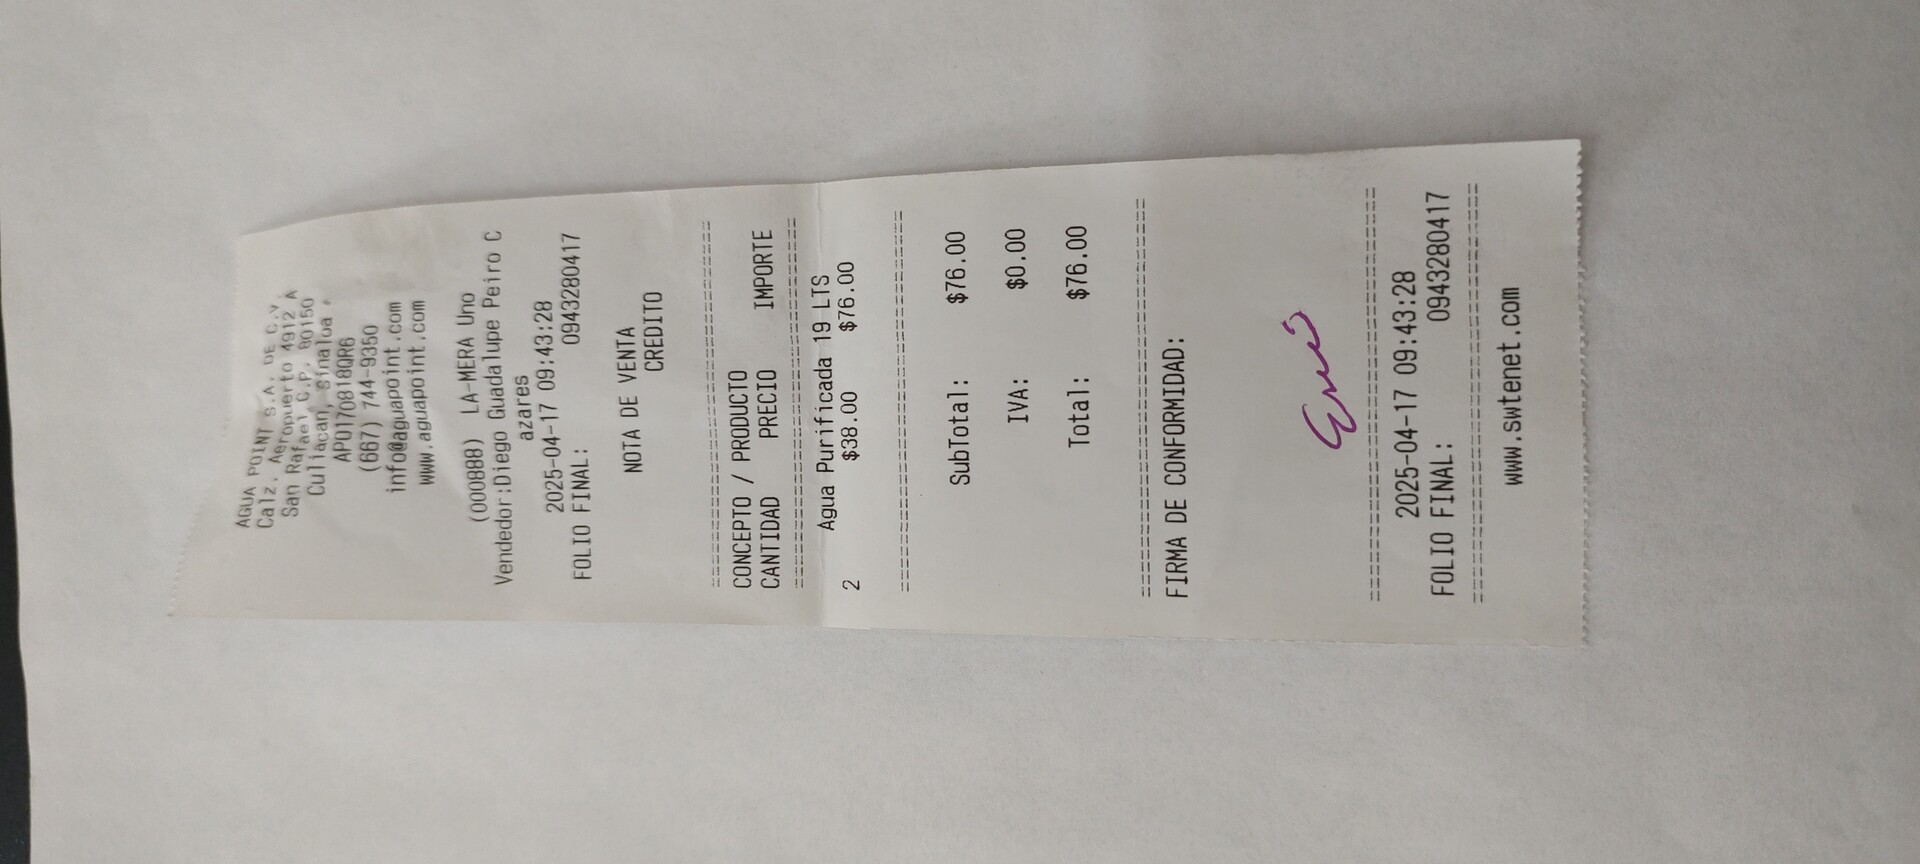 AGUA POINT S.A. DE C.V.
Calz. Aeropuerto 4912 A
San Rafael C.P. 80150
Culiacan, Sinaloa .
APO170818QR6
(667) 744-9350
info@aguapoint.com
www.aguapoint.com
(000888) LA-MERA Uno
Vendedor:Diego Guadalupe Peiro C
azares
2025-04-17 09:43:28
FOLIO FINAL: 0943280417
NOTA DE VENTA
CREDITO
================================
CONCEPTO / PRODUCTO
CANTIDAD PRECIO IMPORTE
================================
Agua Purificada 19 LTS
2 $38.00 $76.00
================================
SubTotal: $76.00
IVA: $0.00
Total: $76.00
================================
FIRMA DE CONFORMIDAD:
================================
2025-04-17 09:43:28
FOLIO FINAL: 0943280417
================================
www.swtenet.com